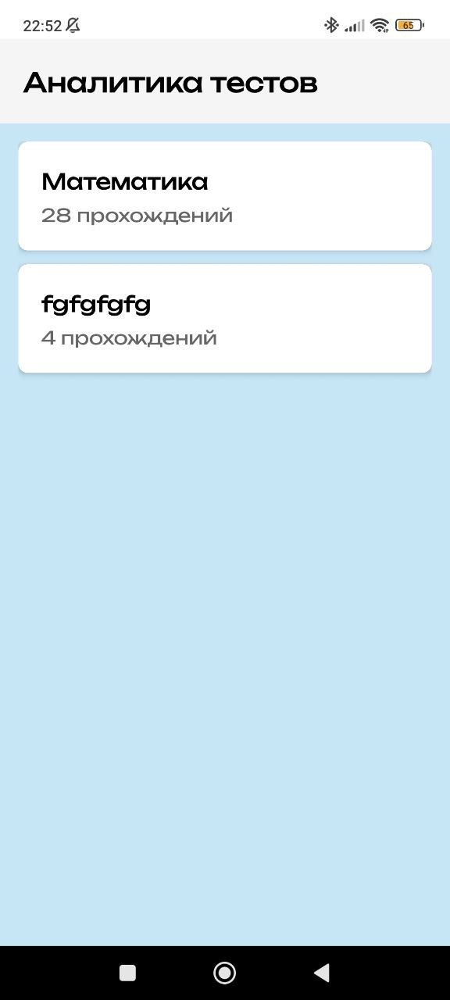 22:52
65
Аналитика тестов
Математика
28 прохождений
fgfgfgfg
4 прохождений